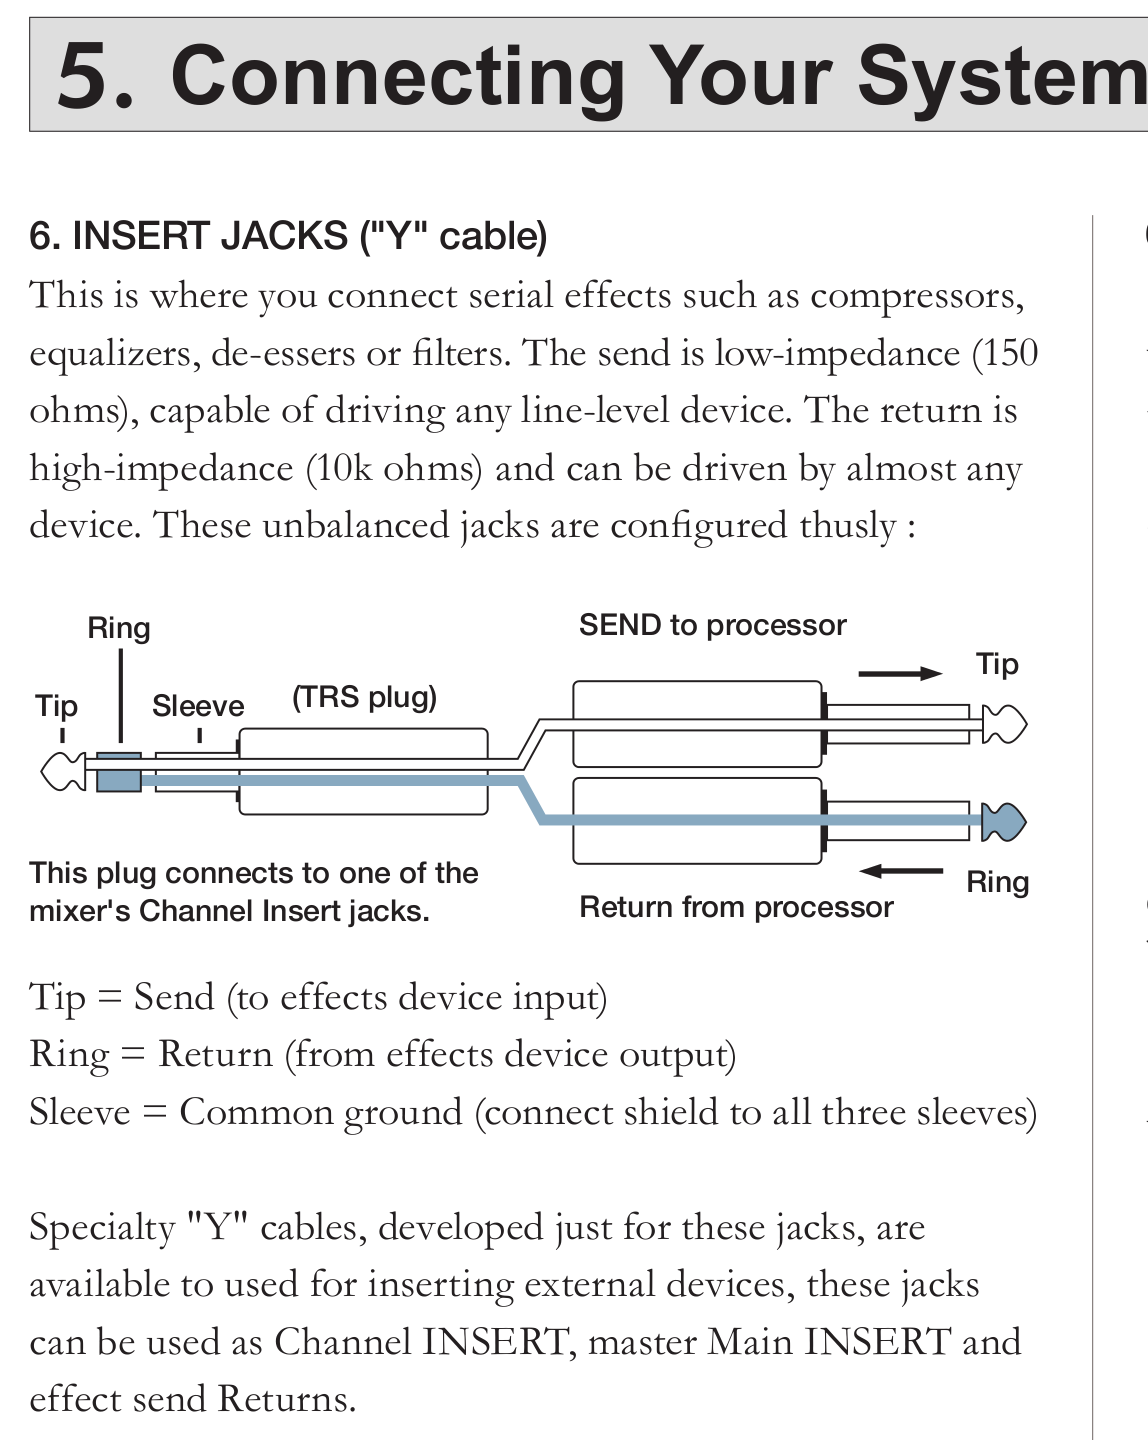 5. Connecting Your System
6. INSERT JACKS ("Y" cable)
This is where you connect serial effects such as compressors,
equalizers, de-essers or filters. The send is low-impedance (150
ohms), capable of driving any line-level device. The return is
high-impedance (10k ohms) and can be driven by almost any
device. These unbalanced jacks are configured thusly :
Ring
SEND to processor
Tip
Tip
Sleeve
(TRS plug)
This plug connects to one of the
mixer's Channel Insert jacks.
Return from processor
Ring
Tip = Send (to effects device input)
Ring = Return (from effects device output)
Sleeve = Common ground (connect shield to all three sleeves)
Specialty "Y" cables, developed just for these jacks, are
available to used for inserting external devices, these jacks
can be used as Channel INSERT, master Main INSERT and
effect send Returns.